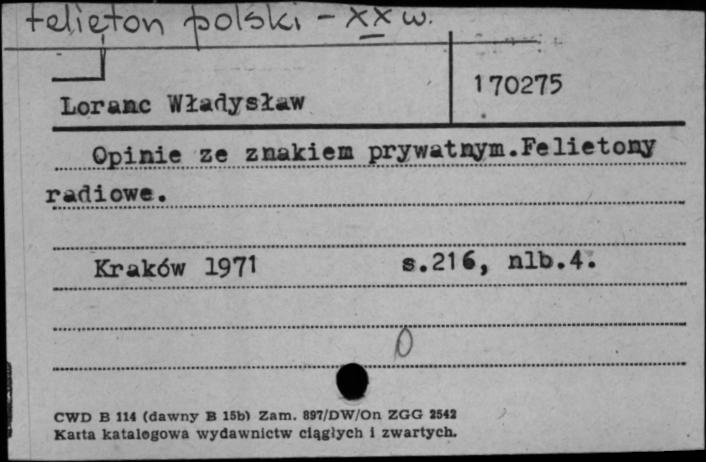 felieton polski - XX w.
170275
Loranc Władysław
Opinie ze znakiem prywatnym.Felietony
radiowe.
Kraków 1971 s.216, nlb.4.
0
CWD B 114 (dawny B 15b) Zam. 897/DW/On ZGG 2542
Karta katalogowa wydawnictw ciągłych i zwartych.